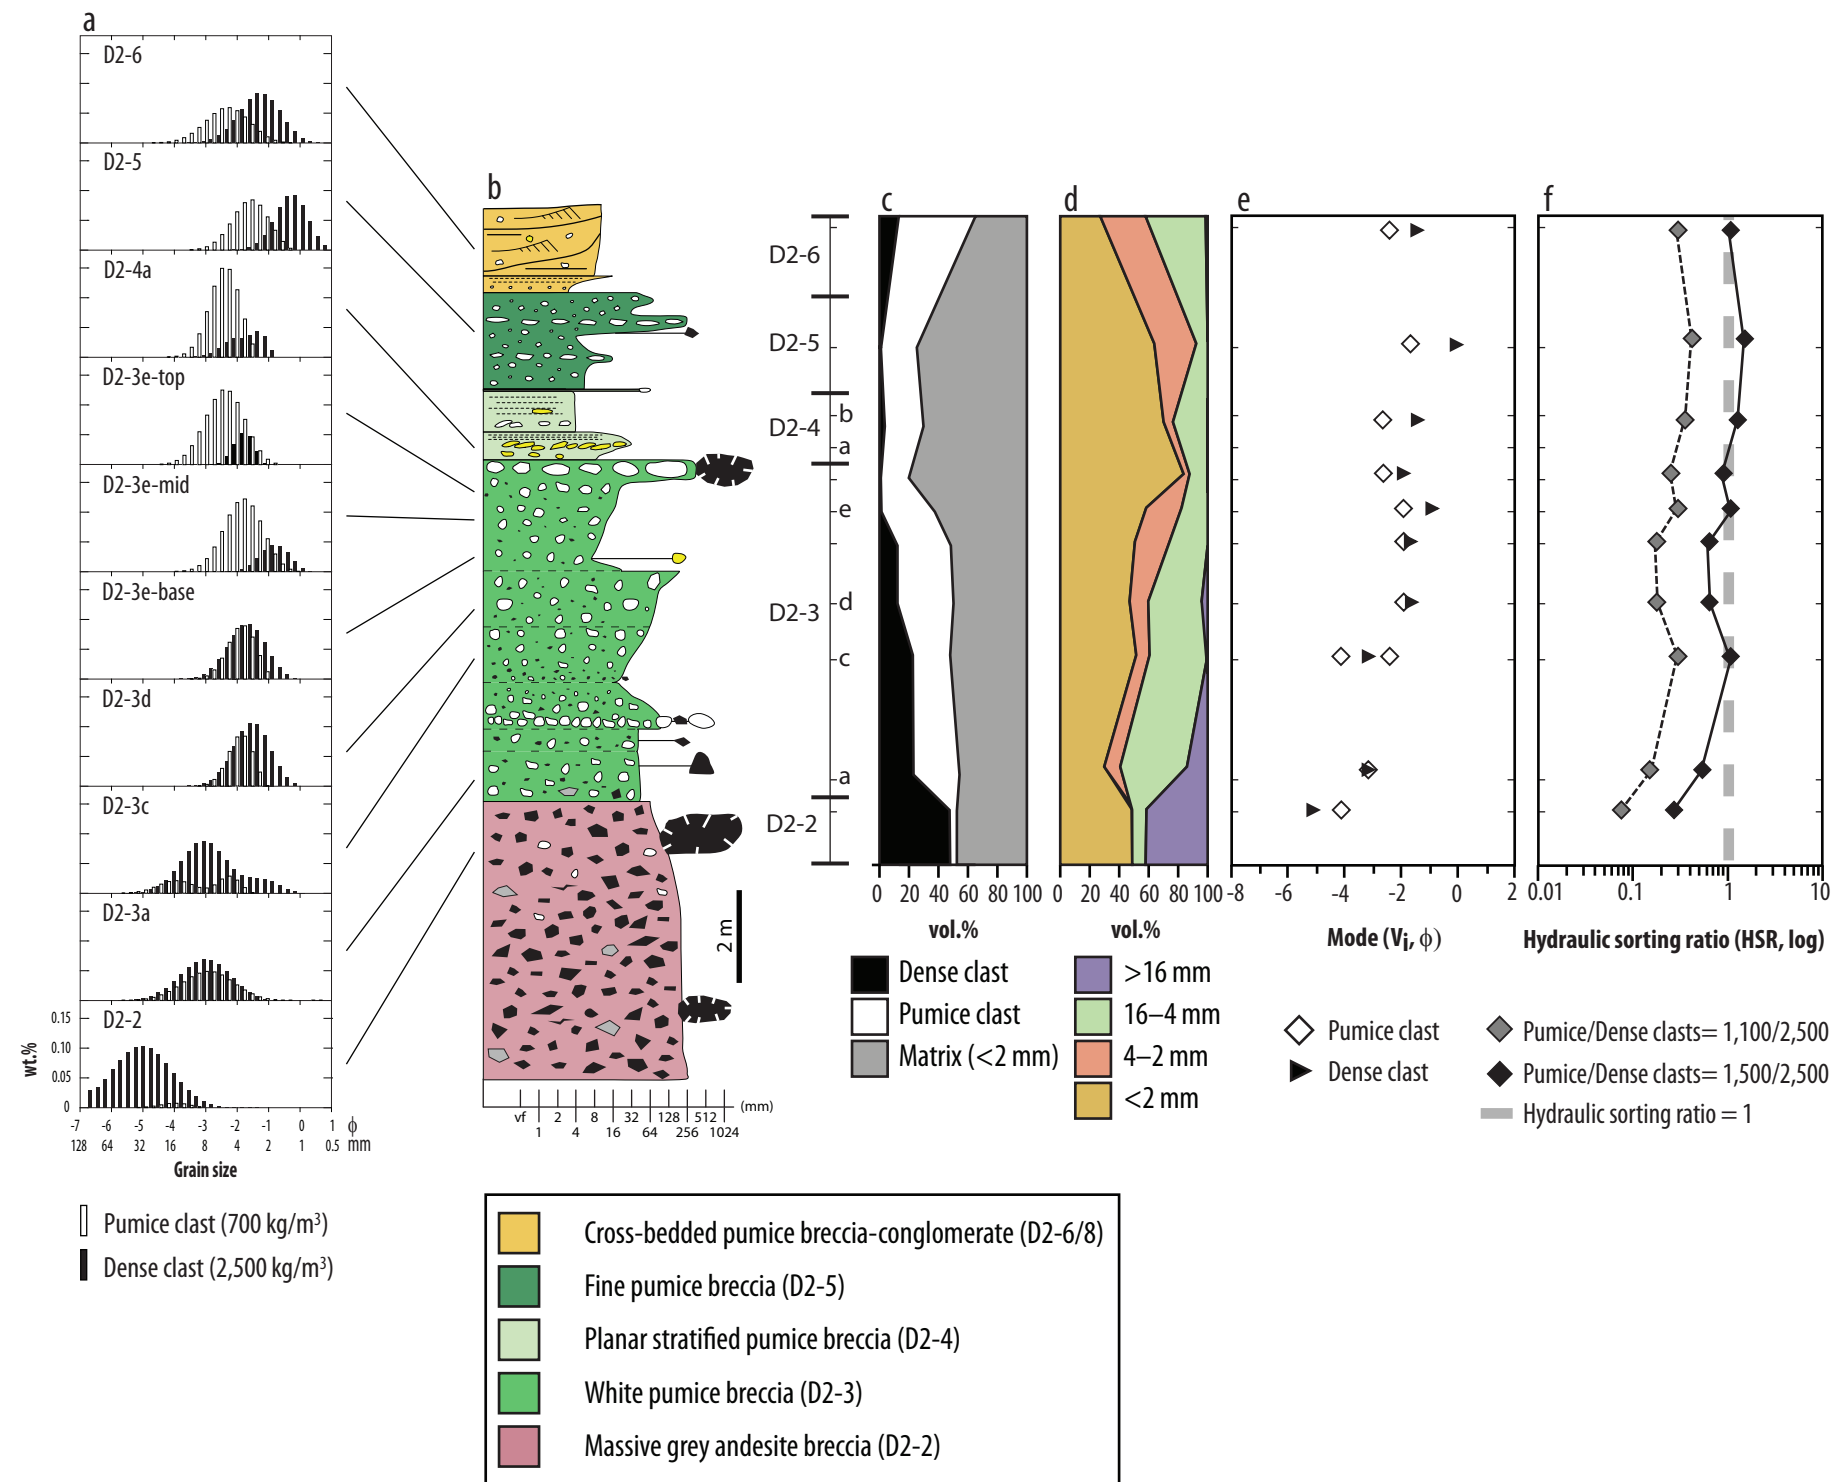 a
D2-6
D2-5
D2-4a
D2-3e-top
D2-3e-mid
D2-3e-base
D2-3d
D2-3c
D2-3a
D2-2
wt.%
0.15
0.10
0.05
0
-7 -6 -5 -4 -3 -2 -1 0 1 ϕ
128 64 32 16 8 4 2 1 0.5 mm
Grain size
Pumice clast (700 kg/m³)
Dense clast (2,500 kg/m³)
b
2 m
vf 2 8 32 128 512 (mm)
1 4 16 64 256 1024
D2-6
D2-5
D2-4
b
a
D2-3
e
d
c
a
D2-2
c
0 20 40 60 80 100
vol.%
Dense clast
Pumice clast
Matrix (<2 mm)
d
0 20 40 60 80 100
vol.%
>16 mm
16–4 mm
4–2 mm
<2 mm
e
-8 -6 -4 -2 0 2
Mode (Vi, ϕ)
Pumice clast
Dense clast
f
0.01 0.1 1 10
Hydraulic sorting ratio (HSR, log)
Pumice/Dense clasts= 1,100/2,500
Pumice/Dense clasts= 1,500/2,500
Hydraulic sorting ratio = 1
Cross-bedded pumice breccia-conglomerate (D2-6/8)
Fine pumice breccia (D2-5)
Planar stratified pumice breccia (D2-4)
White pumice breccia (D2-3)
Massive grey andesite breccia (D2-2)